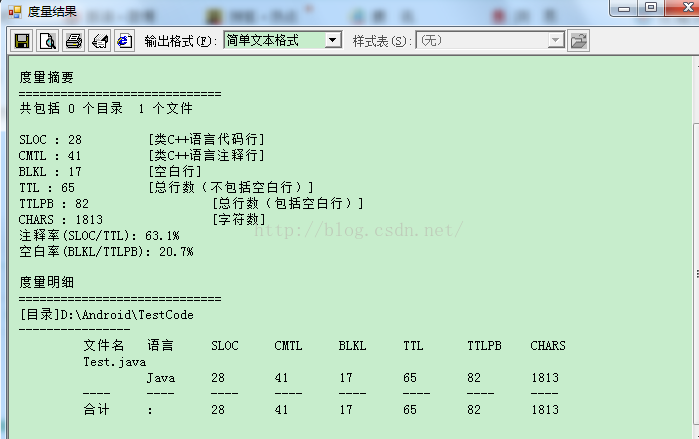 度量结果
输出格式(F): 简单文本格式 样式表(S): (无)
度量摘要
=============================
共包括 0 个目录 1 个文件
SLOC : 28 [类C++语言代码行]
CMTL : 41 [类C++语言注释行]
BLKL : 17 [空白行]
TTL : 65 [总行数（不包括空白行）]
TTLPB : 82 [总行数（包括空白行）]
CHARS : 1813 [字符数]
注释率(SLOC/TTL): 63.1%
空白率(BLKL/TTLPB): 20.7%
http://blog.csdn.net/
度量明细
=============================
[目录]D:\Android\TestCode
----------------
文件名 语言 SLOC CMTL BLKL TTL TTLPB CHARS
Test.java
Java 28 41 17 65 82 1813
---- ---- ---- ---- ---- ---- ---- ----
合计 : 28 41 17 65 82 1813